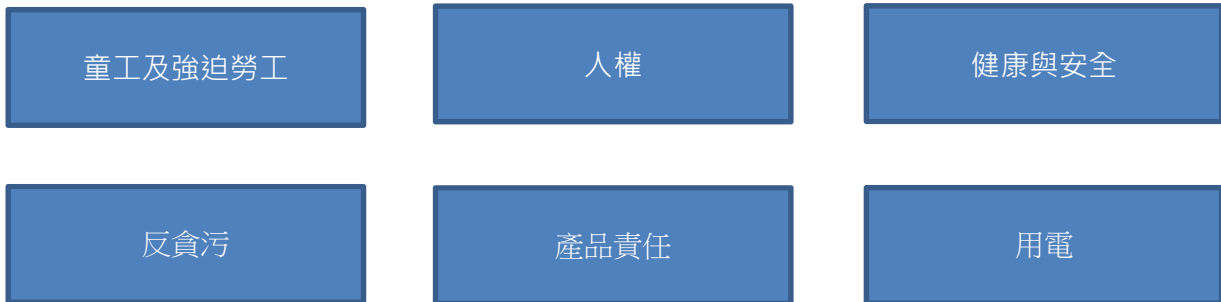 童工及強迫勞工
人權
健康與安全
反貪污
產品責任
用電